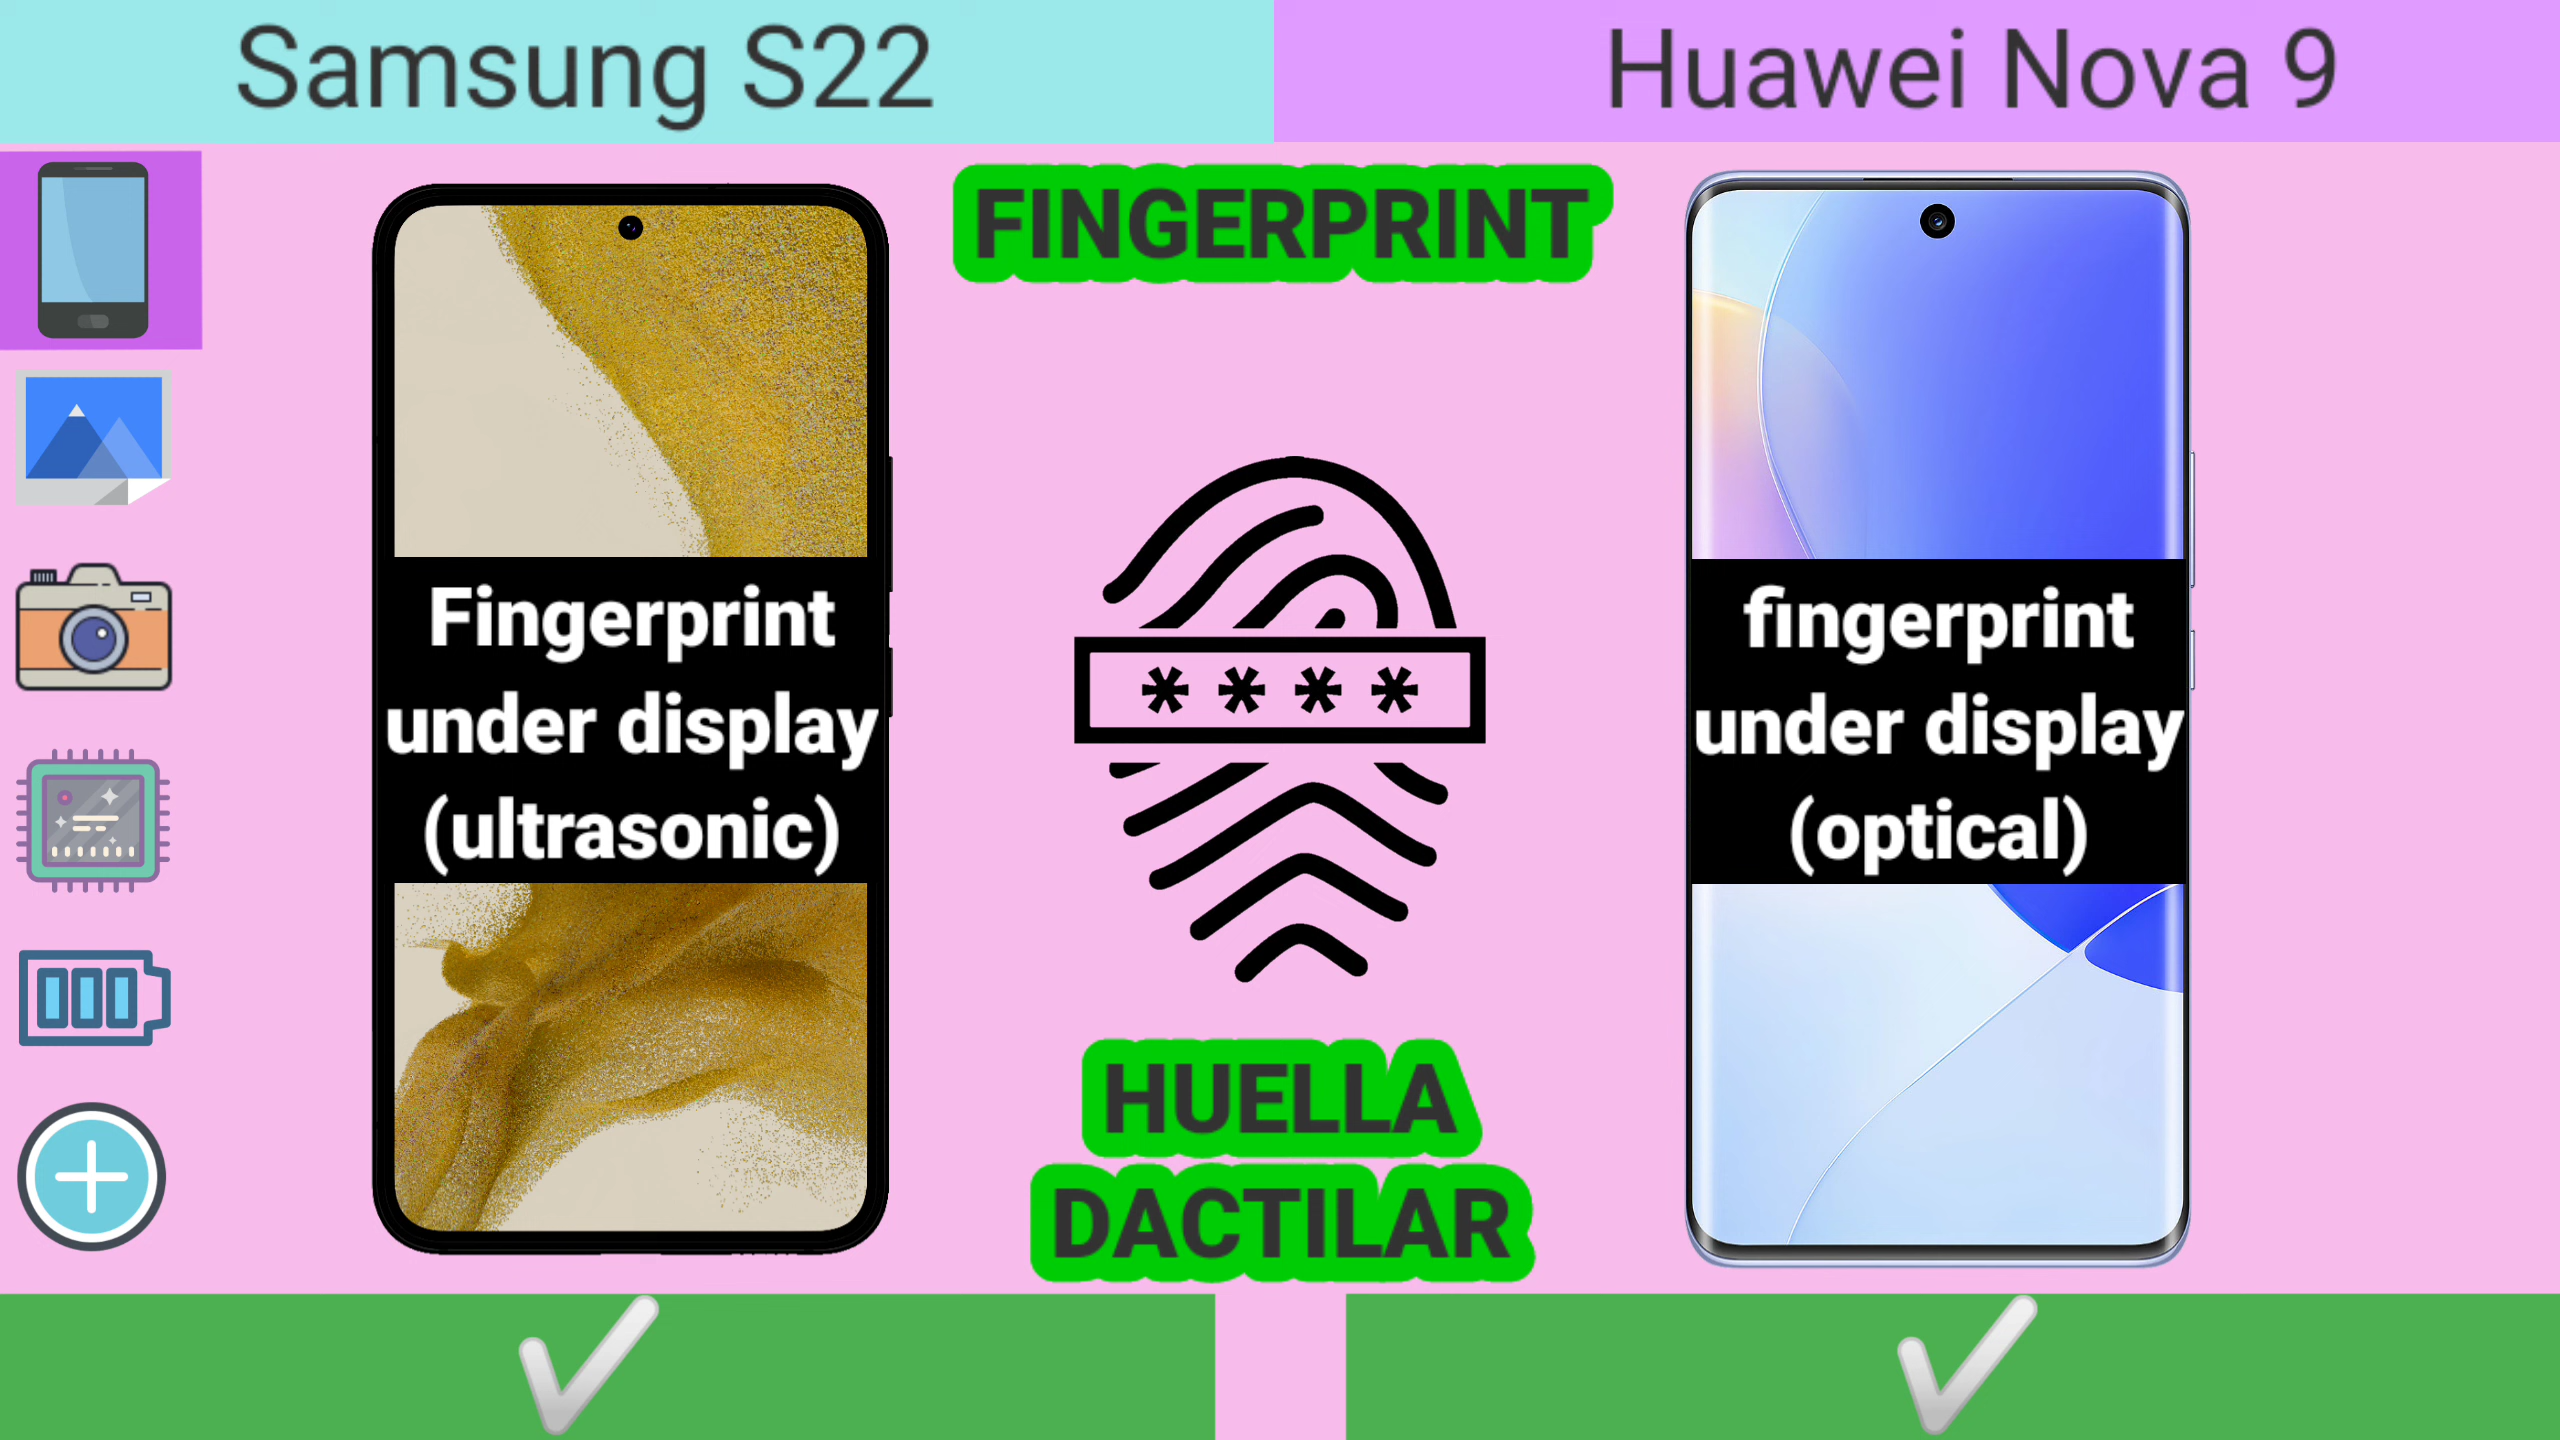 Samsung S22
Huawei Nova 9
FINGERPRINT
Fingerprint
under display
(ultrasonic)
* * * *
fingerprint
under display
(optical)
HUELLA
DACTILAR